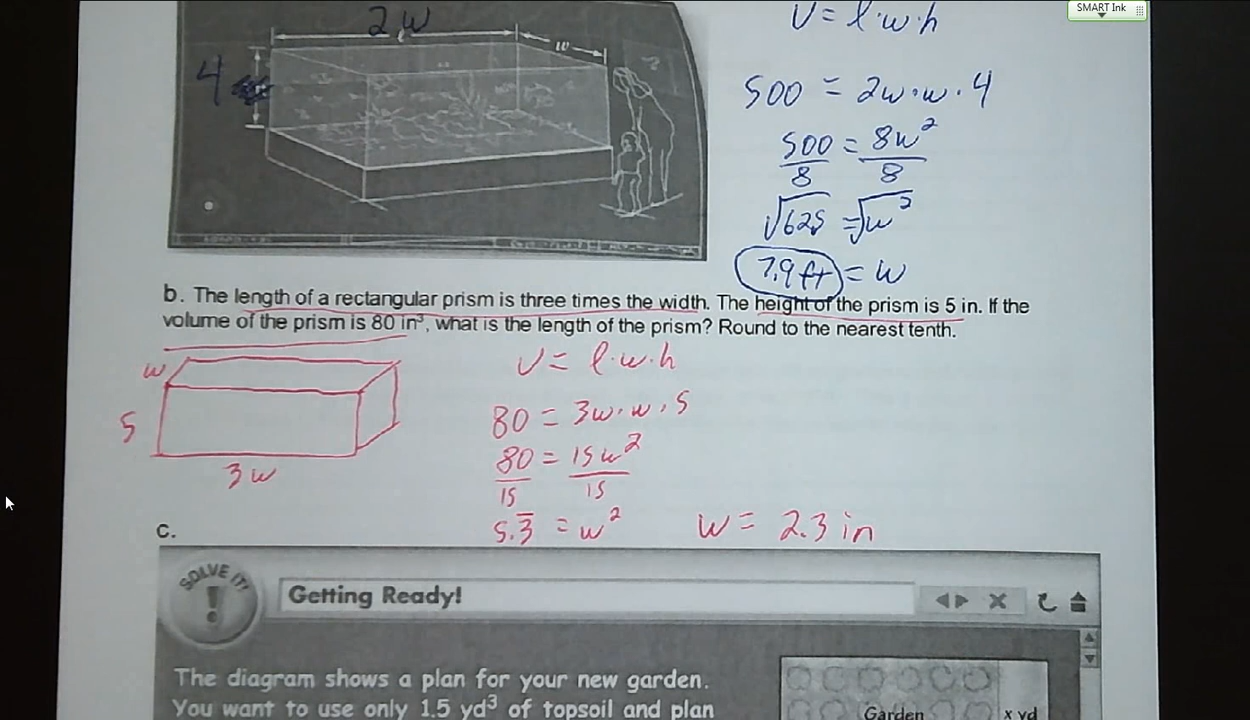 SMART Ink
2w
w
4
V = l·w·h
500 = 2w·w·4
500 = 8w²
8 8
√625 = √w²
7.9 ft = w
b. The length of a rectangular prism is three times the width. The height of the prism is 5 in. If the
volume of the prism is 80 in³, what is the length of the prism? Round to the nearest tenth.
w
5
3w
V = l·w·h
80 = 3w·w·5
80 = 15w²
15 15
5.3̅ = w²
w = 2.3 in
c.
SOLVE IT!
Getting Ready!
The diagram shows a plan for your new garden.
You want to use only 1.5 yd³ of topsoil and plan
Garden
x yd